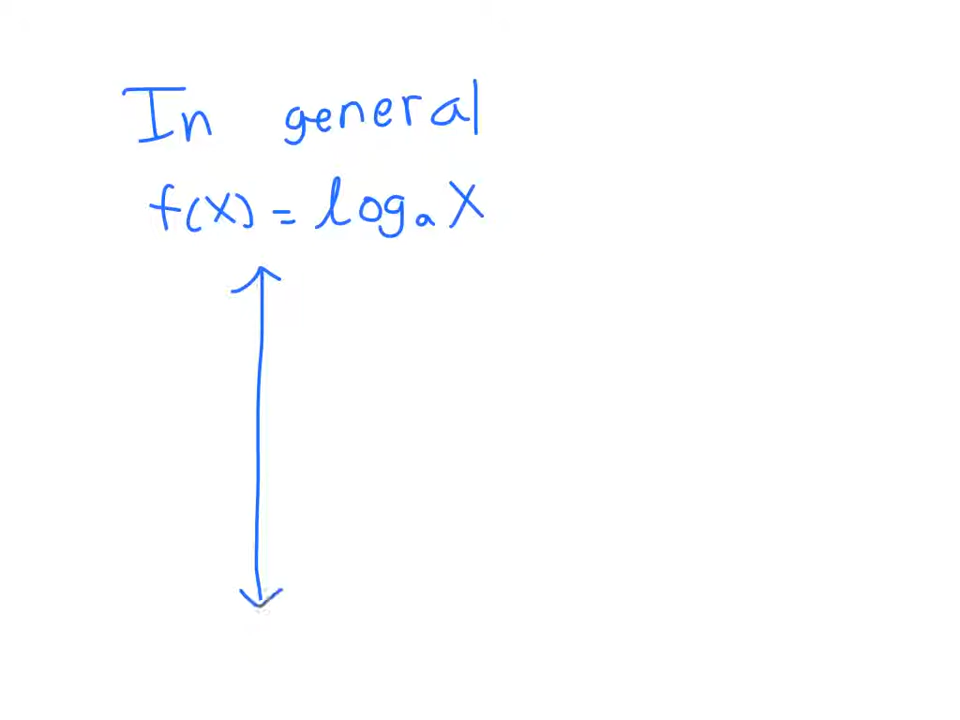 In general
f(x) = logₐ X